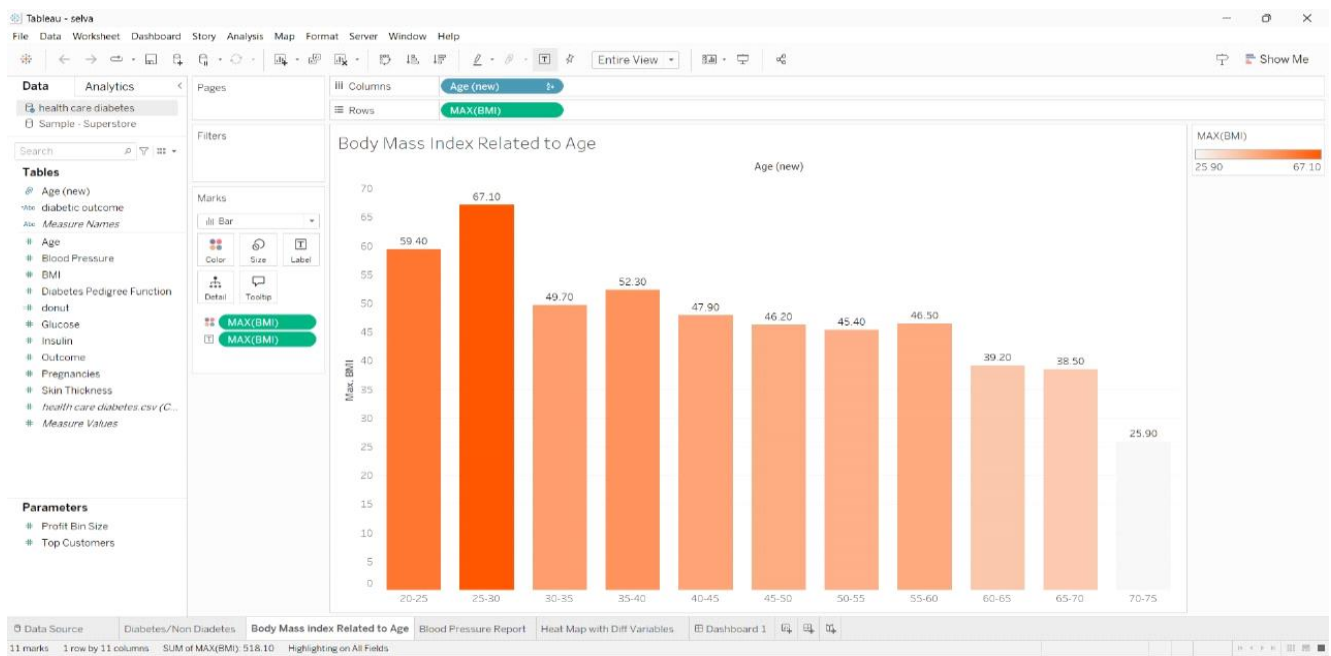 Tableau - selva
File Data Worksheet Dashboard Story Analysis Map Format Server Window Help
Entire View
Show Me
Data Analytics
health care diabetes
Sample - Superstore
Search
Tables
Age (new)
Abc diabetic outcome
Abc Measure Names
# Age
# Blood Pressure
# BMI
# Diabetes Pedigree Function
# donut
# Glucose
# Insulin
# Outcome
# Pregnancies
# Skin Thickness
# health care diabetes.csv (C...
# Measure Values
Parameters
# Profit Bin Size
# Top Customers
Pages
Filters
Marks
Bar
Color Size Label
Detail Tooltip
MAX(BMI)
MAX(BMI)
Columns Age (new)
Rows MAX(BMI)
Body Mass Index Related to Age
Age (new)
Max. BMI
70
65
60
55
50
45
40
35
30
25
20
15
10
5
0
59.40 67.10 49.70 52.30 47.90 46.20 45.40 46.50 39.20 38.50 25.90
20-25 25-30 30-35 35-40 40-45 45-50 50-55 55-60 60-65 65-70 70-75
MAX(BMI)
25.90 67.10
Data Source Diabetes/Non Diadetes Body Mass Index Related to Age Blood Pressure Report Heat Map with Diff Variables Dashboard 1
11 marks 1 row by 11 columns SUM of MAX(BMI): 518.10 Highlighting on All Fields